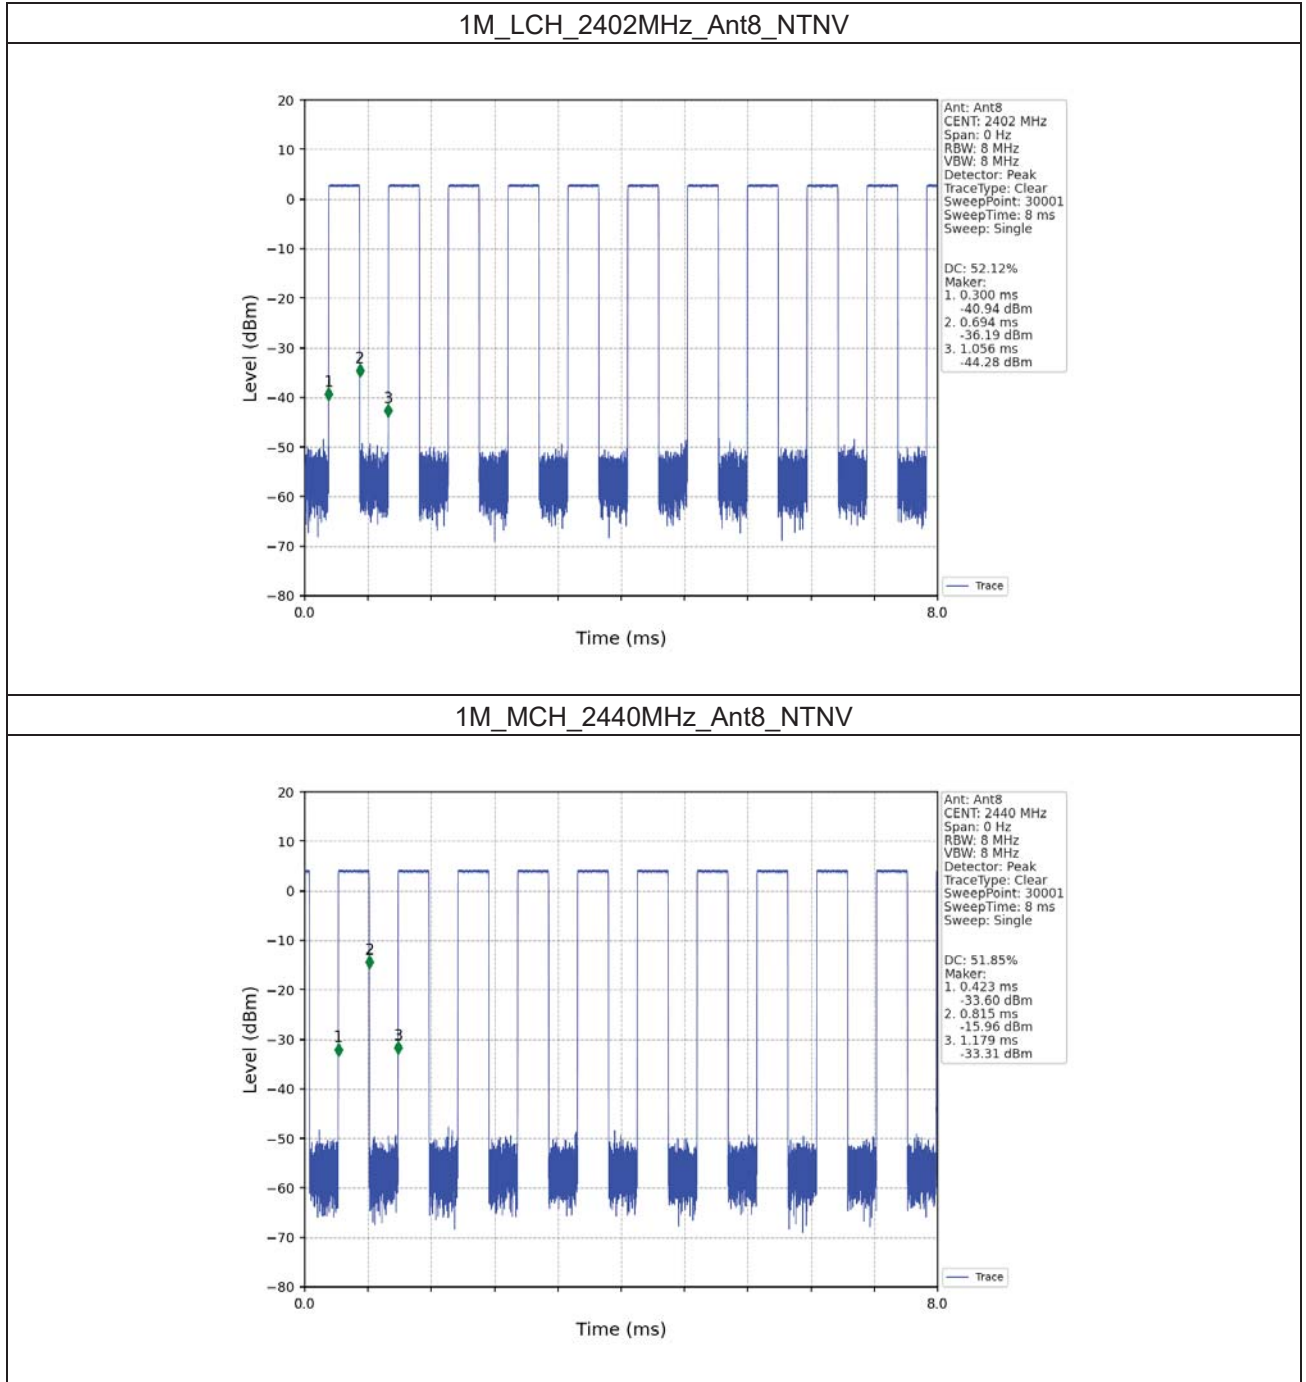 1M_LCH_2402MHz_Ant8_NTNV
20
10
0
−10
−20
−30
−40
−50
−60
−70
−80
Level (dBm)
1
2
3
0.0
8.0
Time (ms)
Ant: Ant8
CENT: 2402 MHz
Span: 0 Hz
RBW: 8 MHz
VBW: 8 MHz
Detector: Peak
TraceType: Clear
SweepPoint: 30001
SweepTime: 8 ms
Sweep: Single
DC: 52.12%
Maker:
1. 0.300 ms
-40.94 dBm
2. 0.694 ms
-36.19 dBm
3. 1.056 ms
-44.28 dBm
Trace
1M_MCH_2440MHz_Ant8_NTNV
20
10
0
−10
−20
−30
−40
−50
−60
−70
−80
Level (dBm)
1
2
3
0.0
8.0
Time (ms)
Ant: Ant8
CENT: 2440 MHz
Span: 0 Hz
RBW: 8 MHz
VBW: 8 MHz
Detector: Peak
TraceType: Clear
SweepPoint: 30001
SweepTime: 8 ms
Sweep: Single
DC: 51.85%
Maker:
1. 0.423 ms
-33.60 dBm
2. 0.815 ms
-15.96 dBm
3. 1.179 ms
-33.31 dBm
Trace